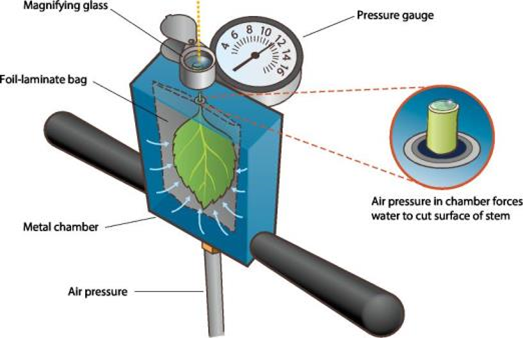 Magnifying glass
Pressure gauge
4 6 8 10 12 14 16
Foil-laminate bag
Air pressure in chamber forces
water to cut surface of stem
Metal chamber
Air pressure